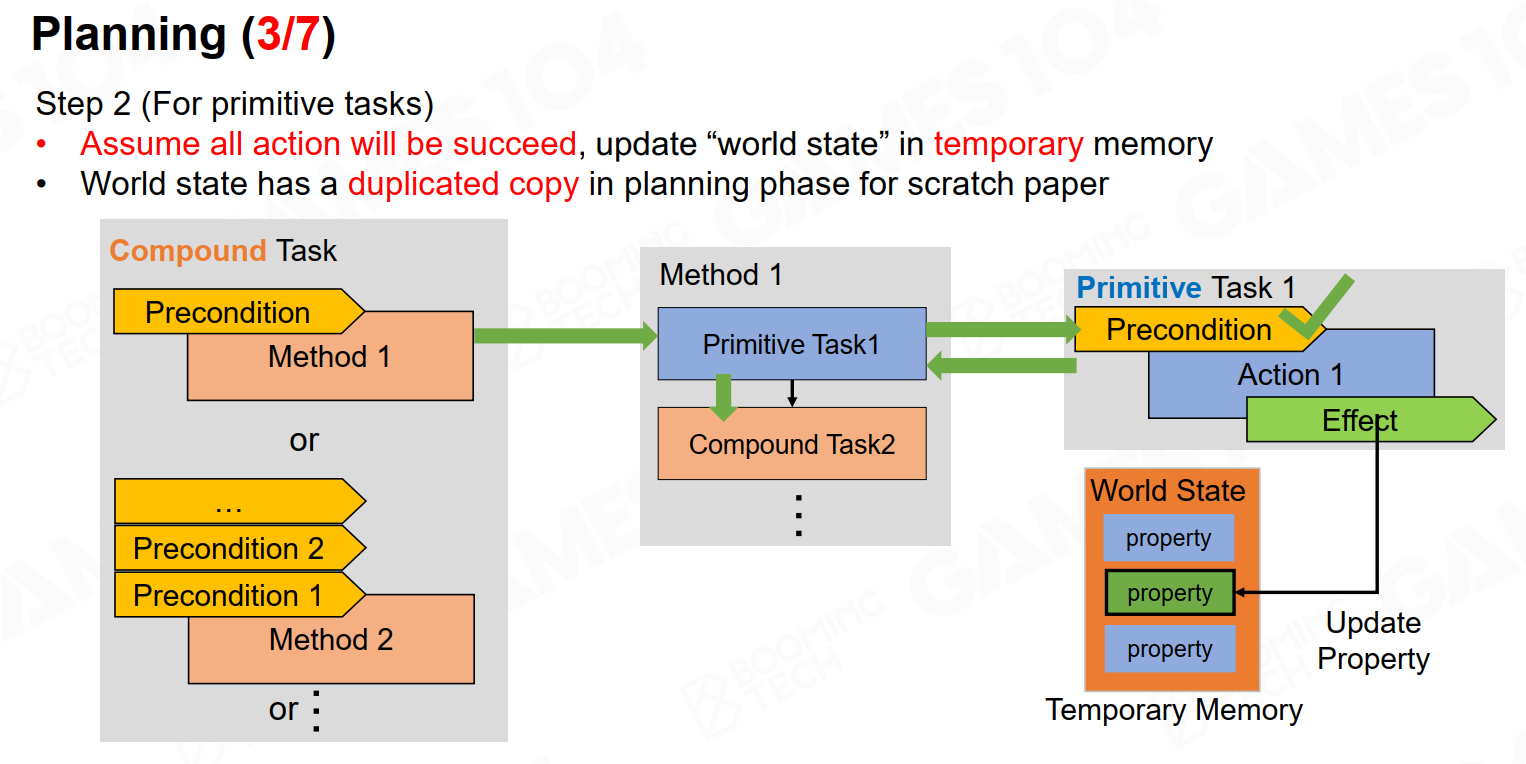 Planning (3/7)
Step 2 (For primitive tasks)
• Assume all action will be succeed, update “world state” in temporary memory
• World state has a duplicated copy in planning phase for scratch paper
Compound Task
Precondition
Method 1
or
...
Precondition 2
Precondition 1
Method 2
or
Method 1
Primitive Task1
Compound Task2
Primitive Task 1
Precondition
Action 1
Effect
World State
property
property
property
Update
Property
Temporary Memory
GAMES104
BOOMING
TECH